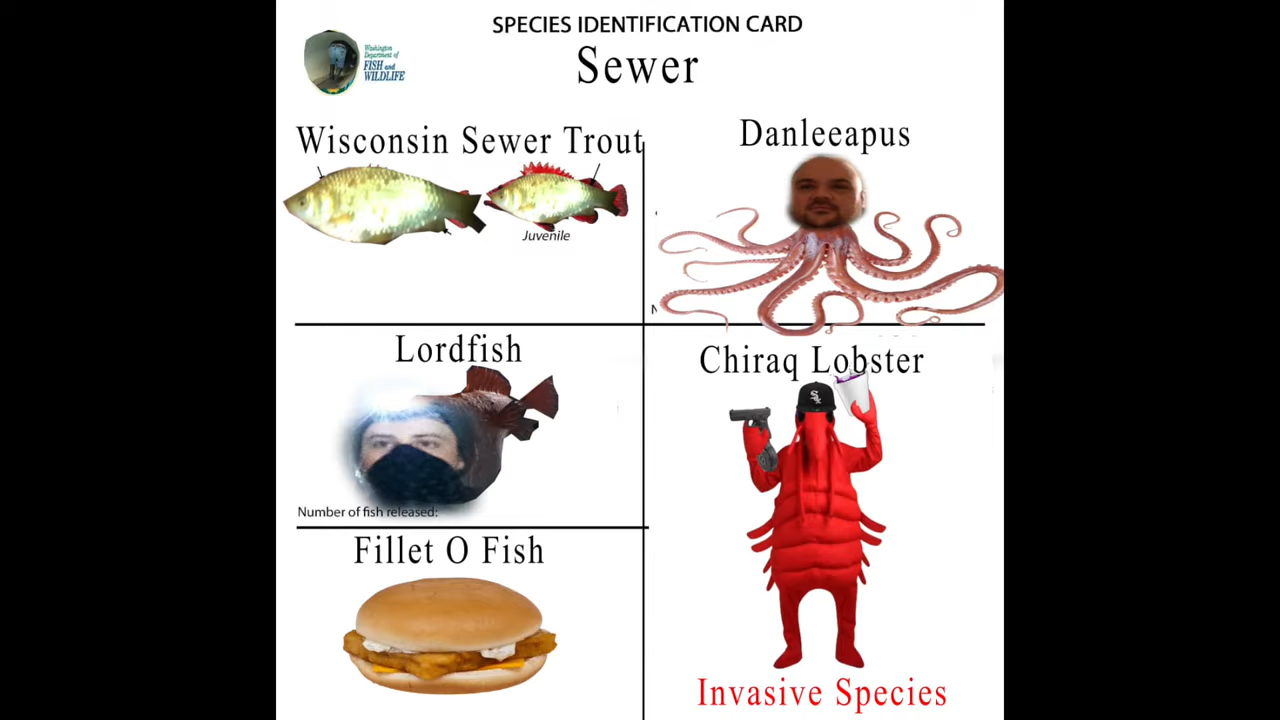 SPECIES IDENTIFICATION CARD
Sewer
Washington
Department of
FISH and
WILDLIFE
Wisconsin Sewer Trout
Juvenile
Danleeapus
Lordfish
Number of fish released:
Chiraq Lobster
Sox
Fillet O Fish
Invasive Species